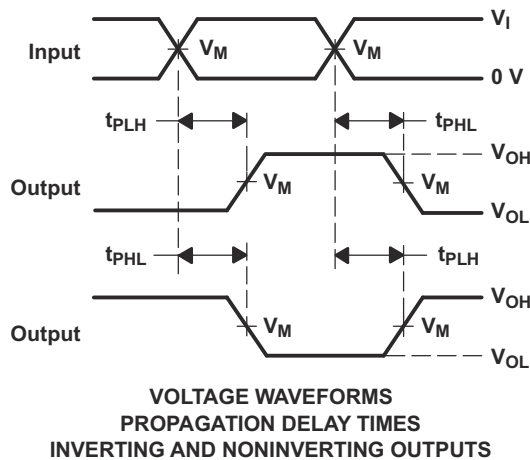 V_I
Input
V_M
V_M
0 V
t_PLH
t_PHL
V_OH
Output
V_M
V_M
V_OL
t_PHL
t_PLH
V_OH
Output
V_M
V_M
V_OL
VOLTAGE WAVEFORMS
PROPAGATION DELAY TIMES
INVERTING AND NONINVERTING OUTPUTS